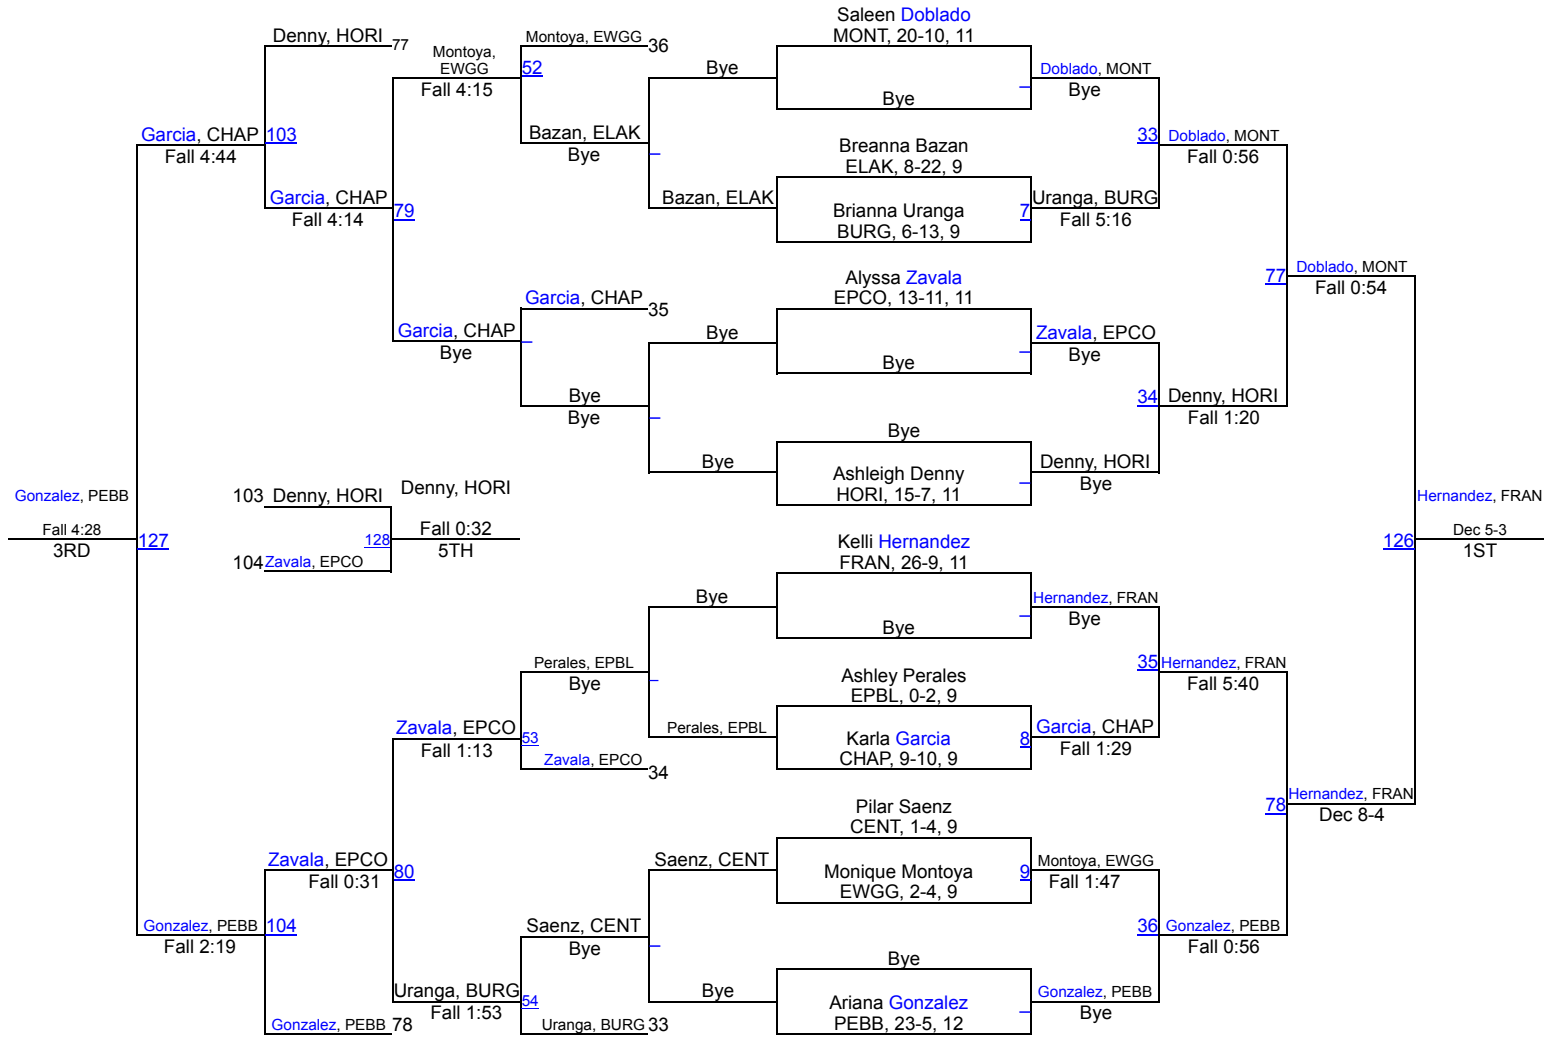 Saleen Doblado
MONT, 20-10, 11
Bye
Breanna Bazan
ELAK, 8-22, 9
Brianna Uranga
BURG, 6-13, 9
7
Alyssa Zavala
EPCO, 13-11, 11
Bye
Bye
Ashleigh Denny
HORI, 15-7, 11
Kelli Hernandez
FRAN, 26-9, 11
Bye
Ashley Perales
EPBL, 0-2, 9
Karla Garcia
CHAP, 9-10, 9
8
Pilar Saenz
CENT, 1-4, 9
Monique Montoya
EWGG, 2-4, 9
9
Bye
Ariana Gonzalez
PEBB, 23-5, 12
Doblado, MONT
Bye
33
Uranga, BURG
Fall 5:16
Zavala, EPCO
Bye
34
Denny, HORI
Bye
Hernandez, FRAN
Bye
35
Garcia, CHAP
Fall 1:29
Montoya, EWGG
Fall 1:47
36
Gonzalez, PEBB
Bye
Doblado, MONT
Fall 0:56
77
Denny, HORI
Fall 1:20
Hernandez, FRAN
Fall 5:40
78
Gonzalez, PEBB
Fall 0:56
Doblado, MONT
Fall 0:54
126
Hernandez, FRAN
Dec 8-4
Hernandez, FRAN
Dec 5-3
1ST
Bye
Bazan, ELAK
Bye
Bye
Bye
Perales, EPBL
Saenz, CENT
Bye
Montoya, EWGG 36
52
Bazan, ELAK
Bye
Garcia, CHAP 35
Bye
Bye
Perales, EPBL
Bye
53
Zavala, EPCO 34
Saenz, CENT
Bye
54
Uranga, BURG 33
Montoya,
EWGG
Fall 4:15
79
Garcia, CHAP
Bye
Zavala, EPCO
Fall 1:13
80
Uranga, BURG
Fall 1:53
Denny, HORI 77
103
Garcia, CHAP
Fall 4:14
Zavala, EPCO
Fall 0:31
104
Gonzalez, PEBB 78
Garcia, CHAP
Fall 4:44
127
Gonzalez, PEBB
Fall 2:19
Gonzalez, PEBB
Fall 4:28
3RD
103 Denny, HORI
128
104 Zavala, EPCO
Denny, HORI
Fall 0:32
5TH